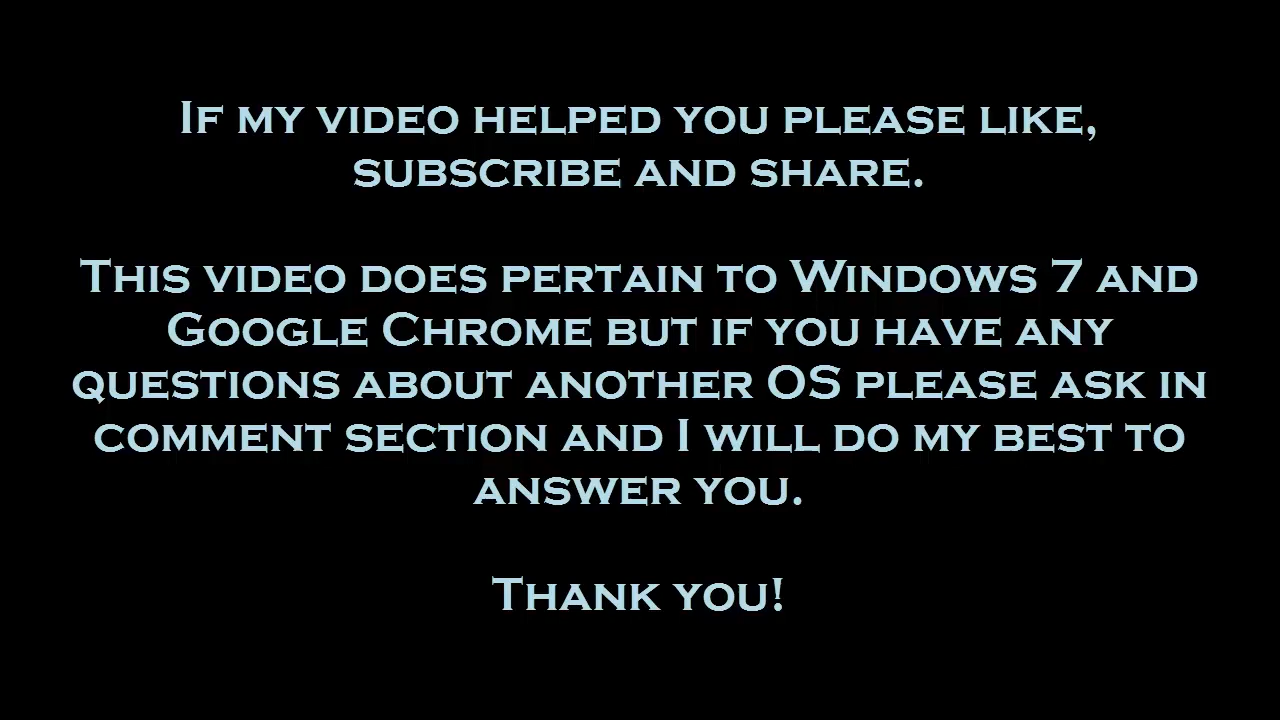 If my video helped you please like,
subscribe and share.
This video does pertain to Windows 7 and
Google Chrome but if you have any
questions about another OS please ask in
comment section and I will do my best to
answer you.
Thank you!